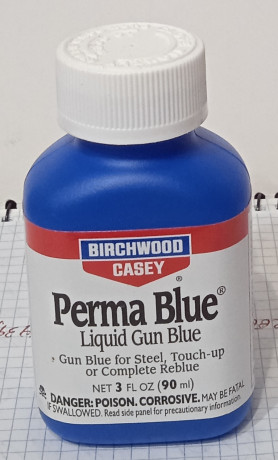 BIRCHWOOD
CASEY
®
Perma Blue®
Liquid Gun Blue
Gun Blue for Steel, Touch-up
or Complete Reblue
NET 3 FL OZ (90 ml)
DANGER: POISON. CORROSIVE. MAY BE FATAL
IF SWALLOWED. Read side panel for precautionary information.